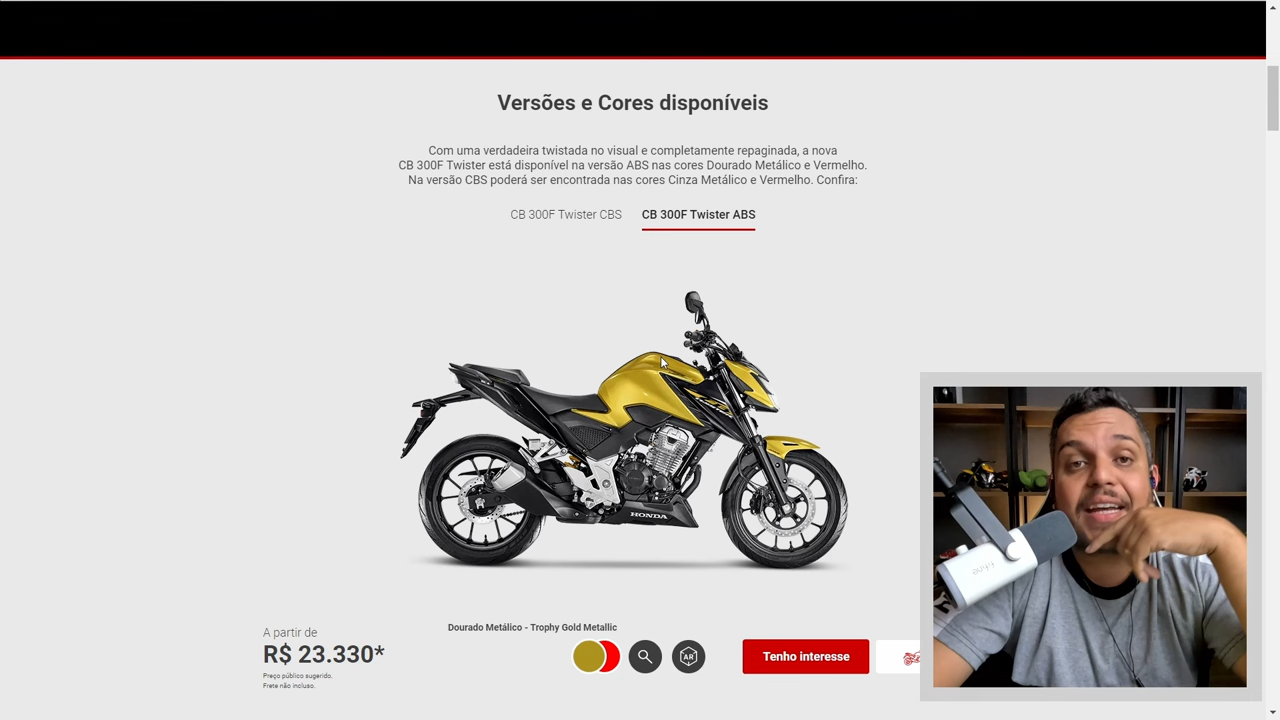 Versões e Cores disponíveis
Com uma verdadeira twistada no visual e completamente repaginada, a nova
CB 300F Twister está disponível na versão ABS nas cores Dourado Metálico e Vermelho.
Na versão CBS poderá ser encontrada nas cores Cinza Metálico e Vermelho. Confira:
CB 300F Twister CBS
CB 300F Twister ABS
HONDA
A partir de
R$ 23.330*
Preço público sugerido.
Frete não incluso.
Dourado Metálico - Trophy Gold Metallic
AR
Tenho interesse
fifine